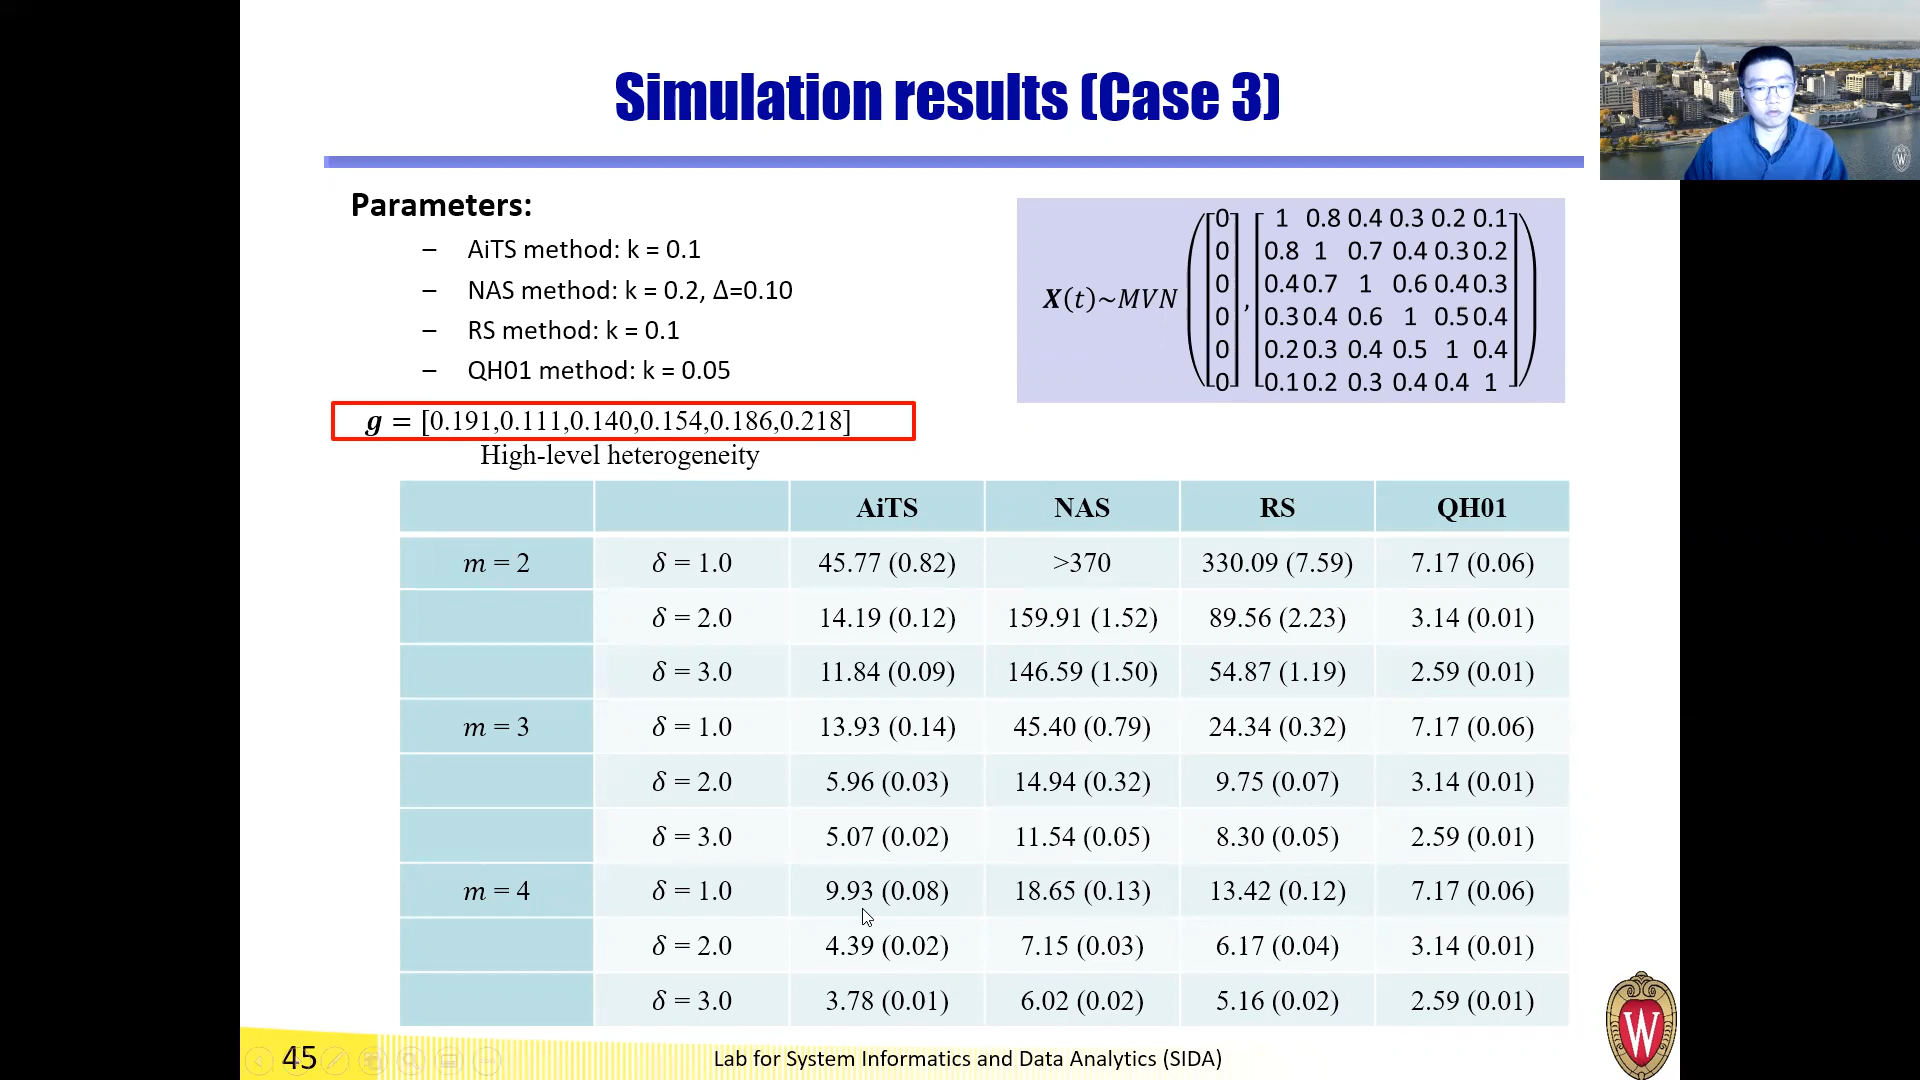 Simulation results (Case 3)
Parameters:
– AiTS method: k = 0.1
– NAS method: k = 0.2, Δ=0.10
– RS method: k = 0.1
– QH01 method: k = 0.05
X(t)~MVN
0 1 0.8 0.4 0.3 0.2 0.1
0 0.8 1 0.7 0.4 0.3 0.2
0 0.4 0.7 1 0.6 0.4 0.3
0 , 0.3 0.4 0.6 1 0.5 0.4
0 0.2 0.3 0.4 0.5 1 0.4
0 0.1 0.2 0.3 0.4 0.4 1
g = [0.191,0.111,0.140,0.154,0.186,0.218]
High-level heterogeneity
AiTS NAS RS QH01
m = 2 δ = 1.0 45.77 (0.82) >370 330.09 (7.59) 7.17 (0.06)
δ = 2.0 14.19 (0.12) 159.91 (1.52) 89.56 (2.23) 3.14 (0.01)
δ = 3.0 11.84 (0.09) 146.59 (1.50) 54.87 (1.19) 2.59 (0.01)
m = 3 δ = 1.0 13.93 (0.14) 45.40 (0.79) 24.34 (0.32) 7.17 (0.06)
δ = 2.0 5.96 (0.03) 14.94 (0.32) 9.75 (0.07) 3.14 (0.01)
δ = 3.0 5.07 (0.02) 11.54 (0.05) 8.30 (0.05) 2.59 (0.01)
m = 4 δ = 1.0 9.93 (0.08) 18.65 (0.13) 13.42 (0.12) 7.17 (0.06)
δ = 2.0 4.39 (0.02) 7.15 (0.03) 6.17 (0.04) 3.14 (0.01)
δ = 3.0 3.78 (0.01) 6.02 (0.02) 5.16 (0.02) 2.59 (0.01)
45
Lab for System Informatics and Data Analytics (SIDA)
W
W